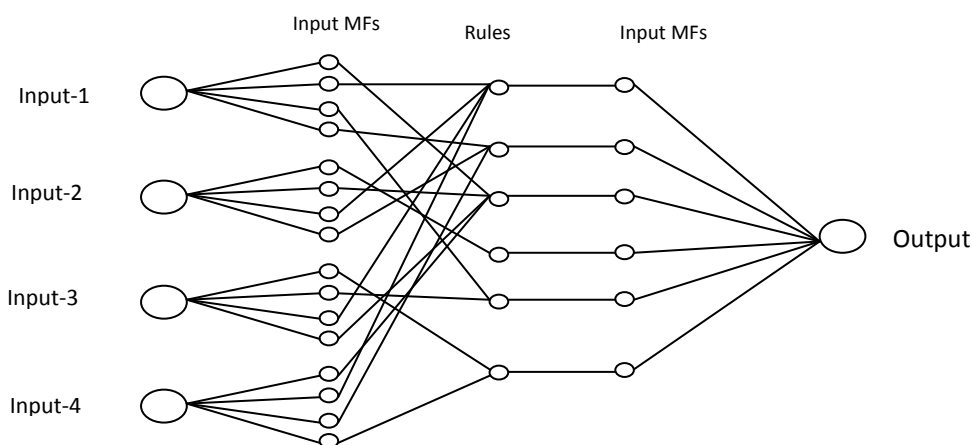 Input MFs
Rules
Input MFs
Input-1
Input-2
Input-3
Input-4
Output